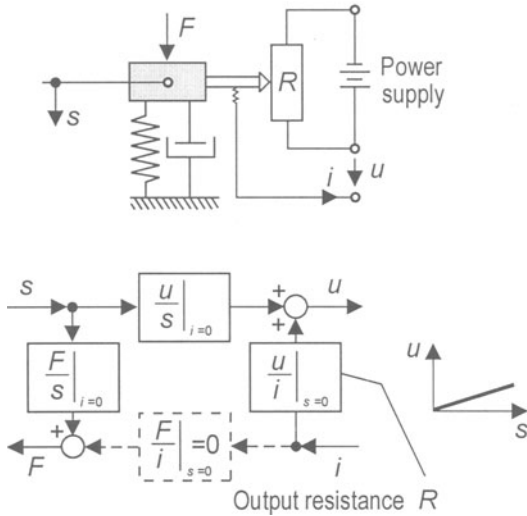 F
R
Power
supply
s
i
u
s
u/s|i=0
+
+
u
F/s|i=0
u/i|s=0
u
s
+
F/i|s=0 =0
F
i
Output resistance R